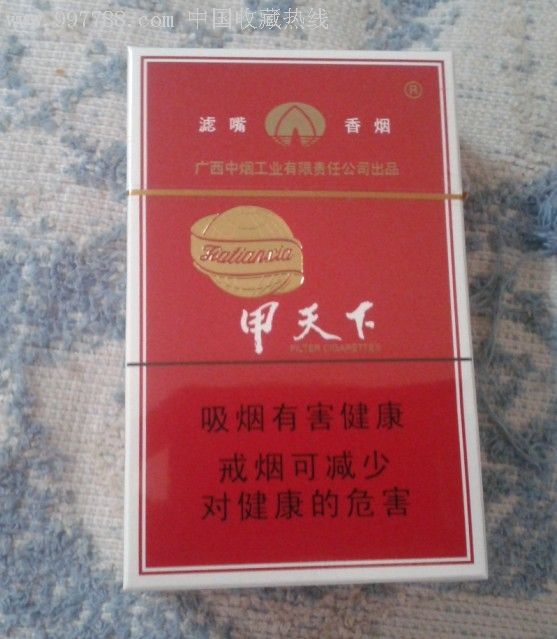 www.997788.com 中国收藏热线
®
滤嘴 香烟
广西中烟工业有限责任公司出品
Jiatianxia
甲天下
FILTER CIGARETTES
吸烟有害健康
戒烟可减少
对健康的危害